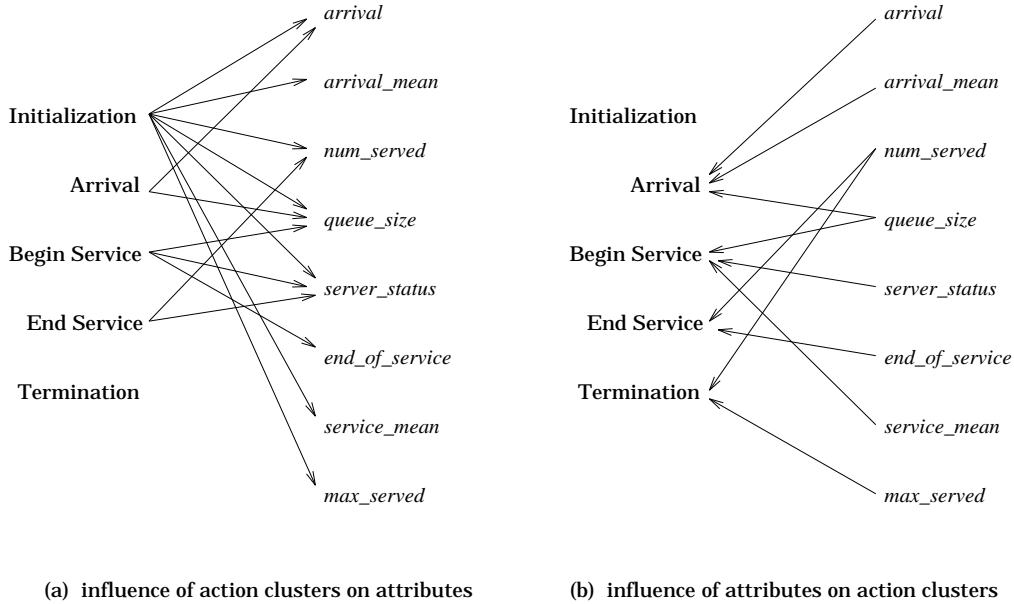 arrival
arrival_mean
Initialization
num_served
Arrival
queue_size
Begin Service
server_status
End Service
end_of_service
Termination
service_mean
max_served
(a) influence of action clusters on attributes
arrival
arrival_mean
Initialization
num_served
Arrival
queue_size
Begin Service
server_status
End Service
end_of_service
Termination
service_mean
max_served
(b) influence of attributes on action clusters